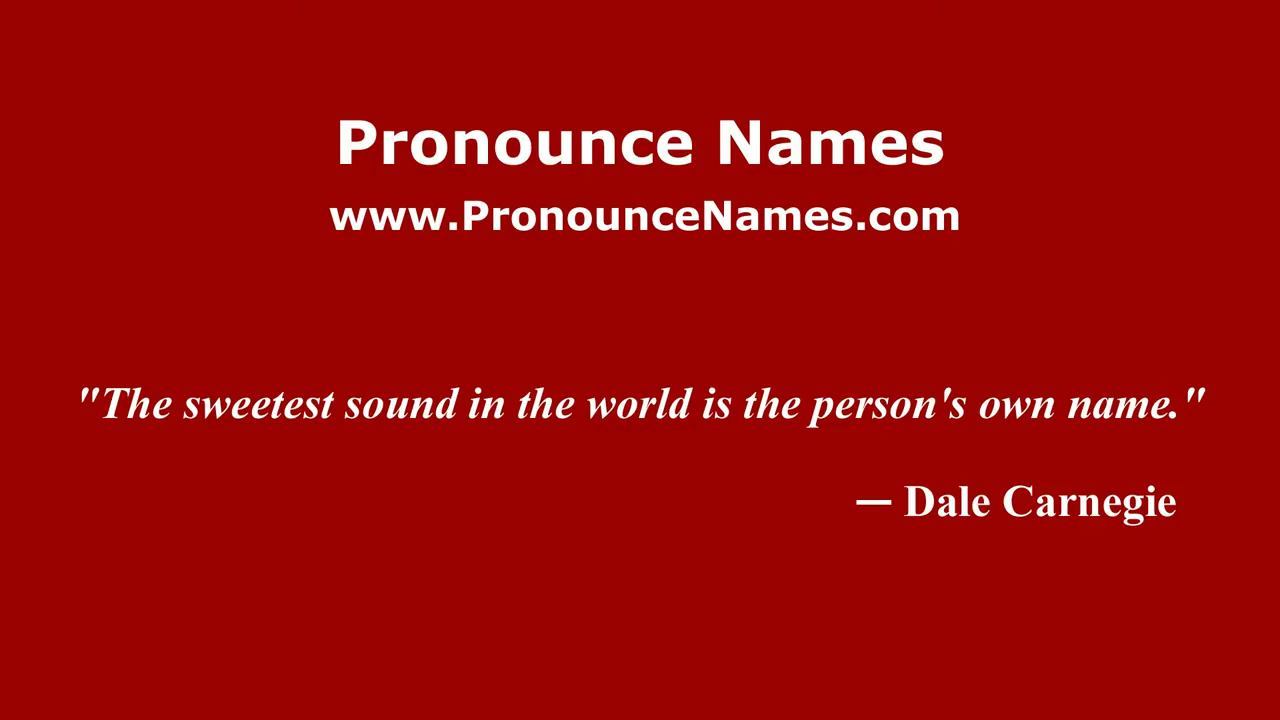 Pronounce Names
www.PronounceNames.com
"The sweetest sound in the world is the person's own name."
— Dale Carnegie